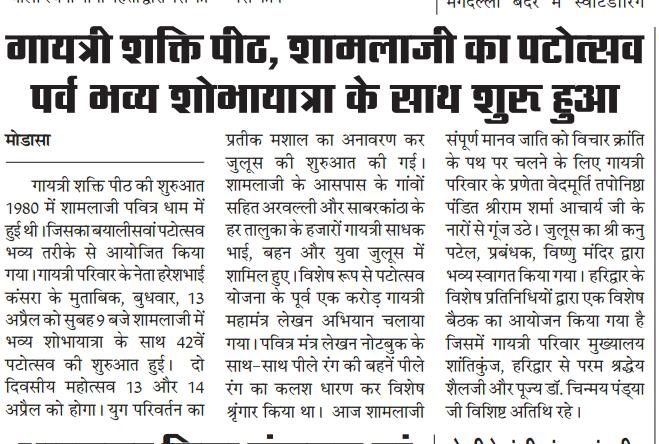 मगदल्ला बंदर में स्वाटडारिंग
गायत्री शक्ति पीठ, शामलाजी का पटोत्सव
पर्व भव्य शोभायात्रा के साथ शुरु हुआ
मोडासा
गायत्री शक्ति पीठ की शुरुआत
1980 में शामलाजी पवित्र धाम में
हुई थी।जिसका बयालीसवां पटोत्सव
भव्य तरीके से आयोजित किया
गया।गायत्री परिवार के नेता हरेशभाई
कंसरा के मुताबिक, बुधवार, 13
अप्रैल को सुबह 9 बजे शामलाजी में
भव्य शोभायात्रा के साथ 42वें
पटोत्सव की शुरुआत हुई। दो
दिवसीय महोत्सव 13 और 14
अप्रैल को होगा। युग परिवर्तन का
प्रतीक मशाल का अनावरण कर
जुलूस की शुरुआत की गई।
शामलाजी के आसपास के गांवों
सहित अरवल्ली और साबरकांठा के
हर तालुका के हजारों गायत्री साधक
भाई, बहन और युवा जुलूस में
शामिल हुए। विशेष रूप से पटोत्सव
योजना के पूर्व एक करोड़ गायत्री
महामंत्र लेखन अभियान चलाया
गया। पवित्र मंत्र लेखन नोटबुक के
साथ-साथ पीले रंग की बहनें पीले
रंग का कलश धारण कर विशेष
श्रृंगार किया था। आज शामलाजी
संपूर्ण मानव जाति को विचार क्रांति
के पथ पर चलने के लिए गायत्री
परिवार के प्रणेता वेदमूर्ति तपोनिष्ठा
पंडित श्रीराम शर्मा आचार्य जी के
नारों से गूंज उठे। जुलूस का श्री कनु
पटेल, प्रबंधक, विष्णु मंदिर द्वारा
भव्य स्वागत किया गया। हरिद्वार के
विशेष प्रतिनिधियों द्वारा एक विशेष
बैठक का आयोजन किया गया है
जिसमें गायत्री परिवार मुख्यालय
शांतिकुंज, हरिद्वार से परम श्रद्धेय
शैलजी और पूज्य डॉ. चिन्मय पंड्या
जी विशिष्ट अतिथि रहे।